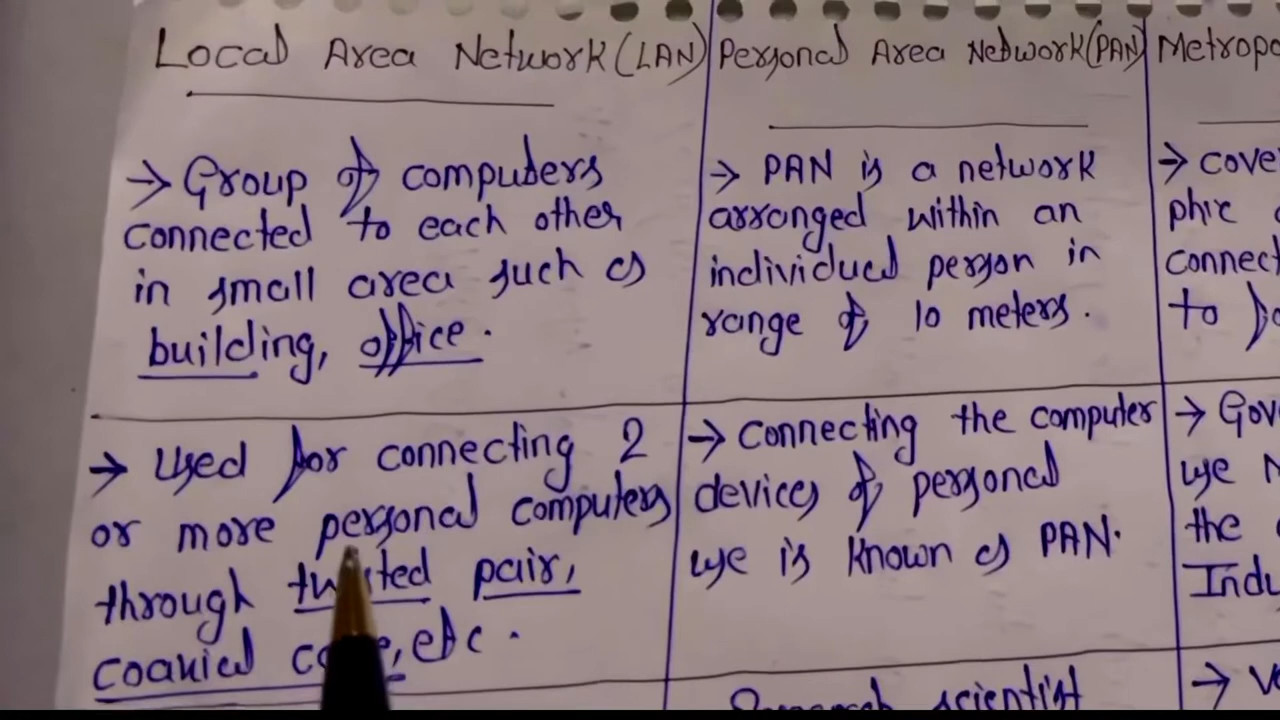 Local Area Network (LAN)
→ Group of computers
connected to each other
in small area such as
building, office.
→ Used for connecting 2
or more personal computers
through twisted pair,
etc.
Personal Area Network (PAN)
→ PAN is a network
arranged within an
individual person in
range of 10 meters.
→ Connecting the computer
devices of personal
use is known as PAN.
scientist
Metropo
→ cove
phic
connect
to
→ Gov
use
the
Indu
→